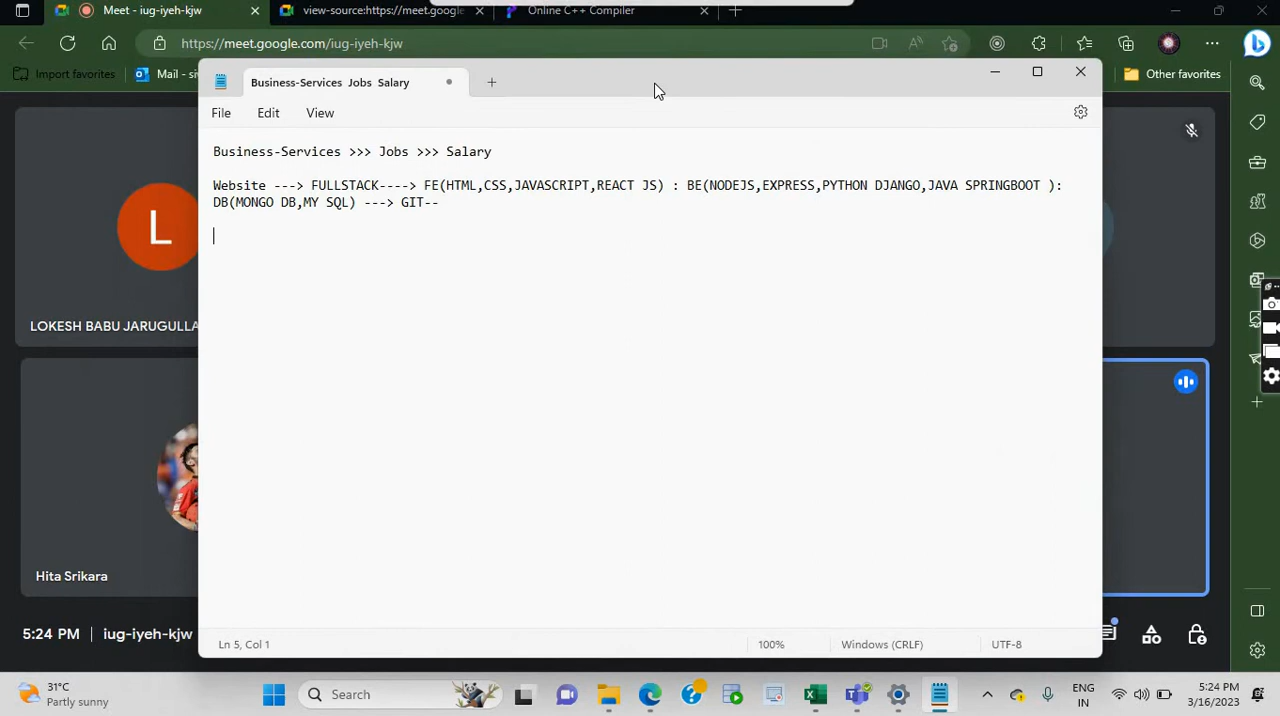 Meet - iug-iyeh-kjw
view-source:https://meet.google.c
Online C++ Compiler
https://meet.google.com/iug-iyeh-kjw
Import favorites
Other favorites
Business-Services Jobs Salary
File Edit View
Business-Services >>> Jobs >>> Salary
Website ---> FULLSTACK----> FE(HTML,CSS,JAVASCRIPT,REACT JS) : BE(NODEJS,EXPRESS,PYTHON DJANGO,JAVA SPRINGBOOT ):
DB(MONGO DB,MY SQL) ---> GIT--
L
LOKESH BABU JARUGULLA
Hita Srikara
5:24 PM | iug-iyeh-kjw
Ln 5, Col 1 100% Windows (CRLF) UTF-8
31°C
Partly sunny
Search
ENG
IN
5:24 PM
3/16/2023